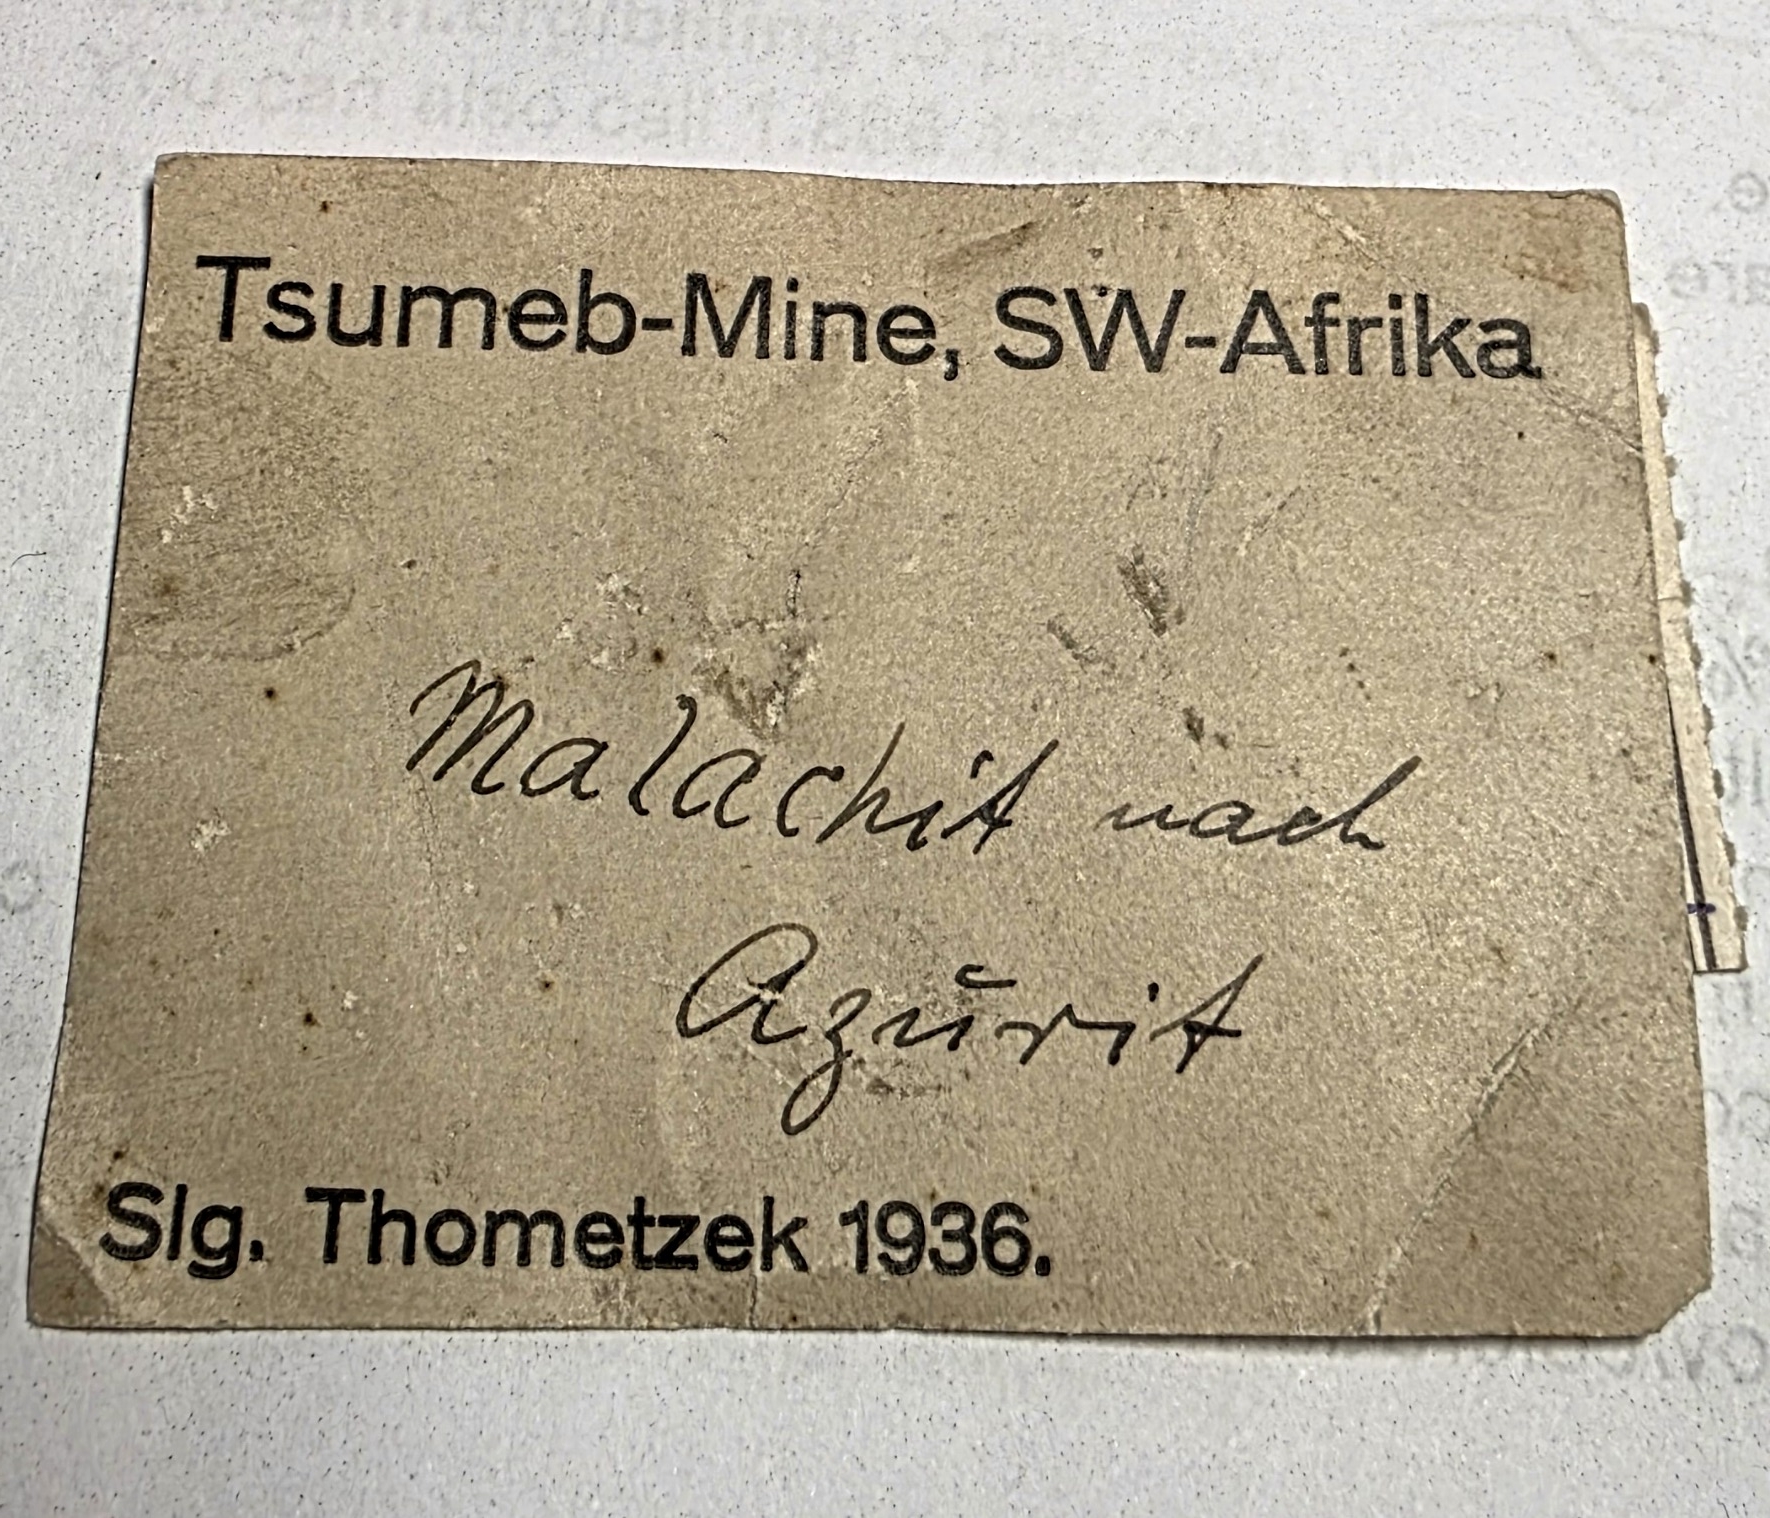 Tsumeb-Mine, SW-Afrika
Malachit nach
Azurit
Slg. Thometzek 1936.